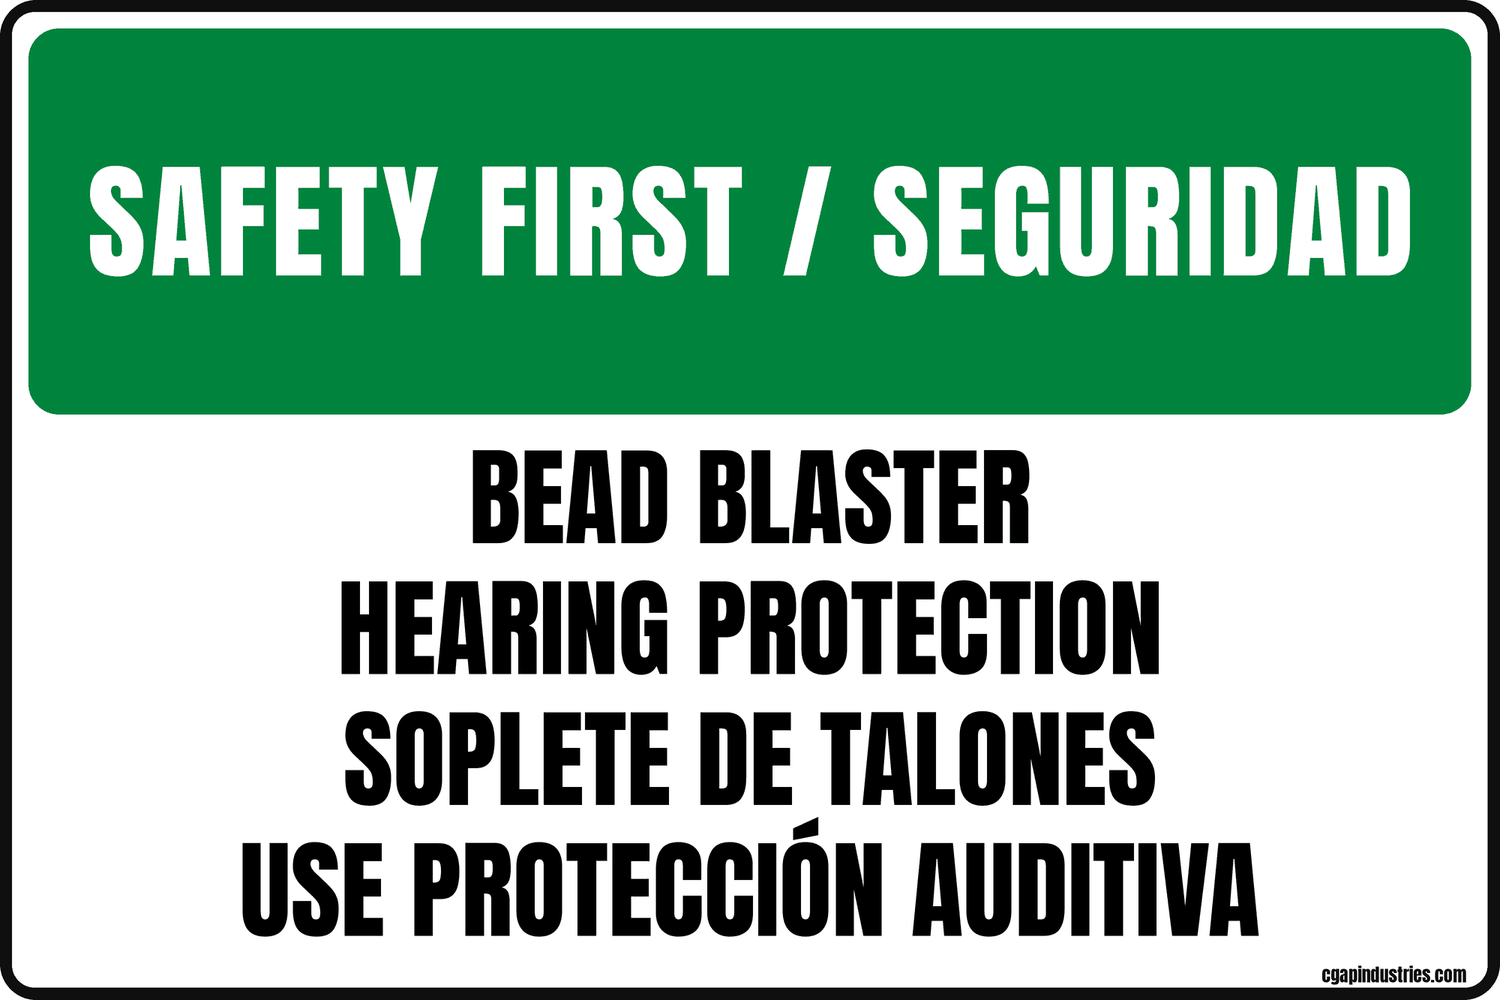 SAFETY FIRST / SEGURIDAD
BEAD BLASTER
HEARING PROTECTION
SOPLETE DE TALONES
USE PROTECCIÓN AUDITIVA
cgapindustries.com